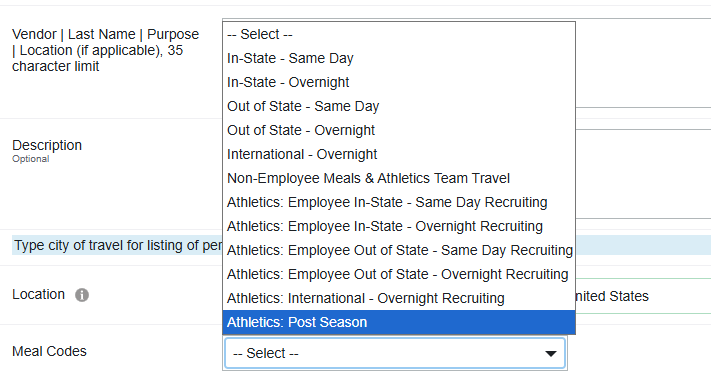 Vendor | Last Name | Purpose
| Location (if applicable), 35
character limit
-- Select --
In-State - Same Day
In-State - Overnight
Out of State - Same Day
Out of State - Overnight
International - Overnight
Non-Employee Meals & Athletics Team Travel
Athletics: Employee In-State - Same Day Recruiting
Athletics: Employee In-State - Overnight Recruiting
Athletics: Employee Out of State - Same Day Recruiting
Athletics: Employee Out of State - Overnight Recruiting
Athletics: International - Overnight Recruiting
Athletics: Post Season
Description
Optional
Type city of travel for listing of per
Location
nited States
Meal Codes
-- Select --